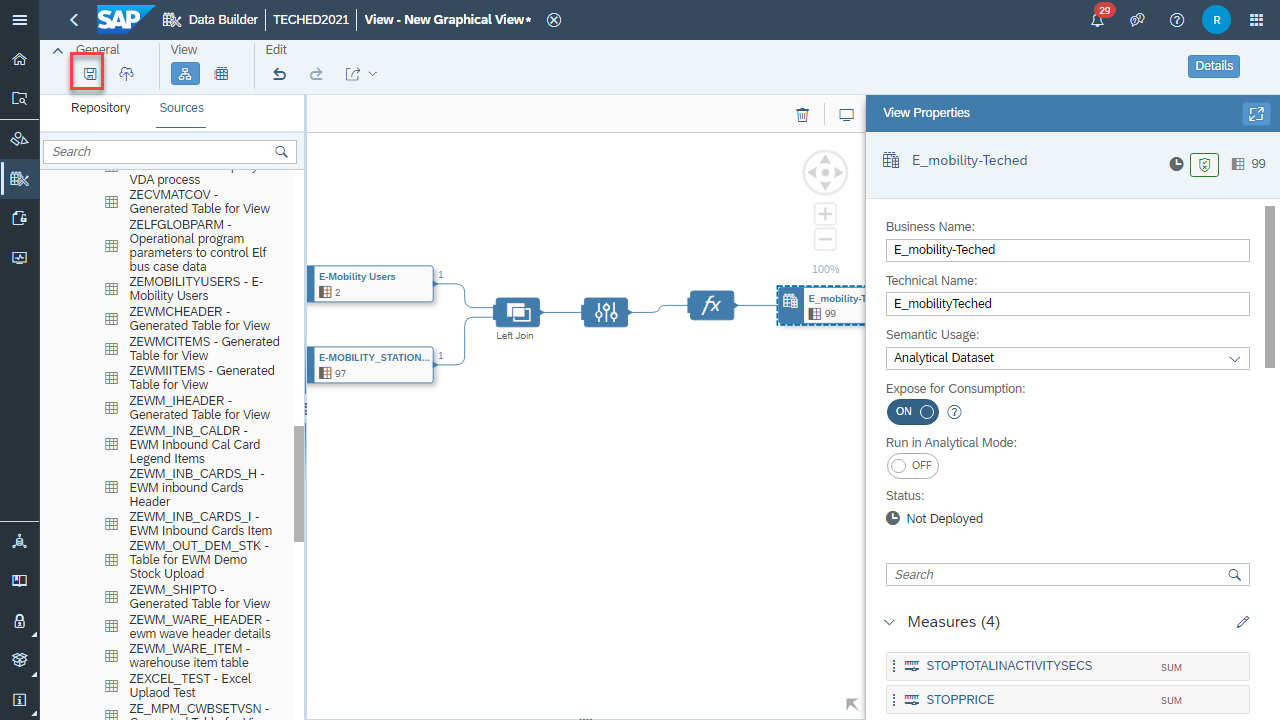 SAP
Data Builder
TECHED2021
View - New Graphical View*
29
R
General
View
Edit
Details
Repository
Sources
Search
VDA process
ZECVMATCOV -
Generated Table for View
ZELFGLOBPARM -
Operational program
parameters to control Elf
bus case data
ZEMOBILITYUSERS - E-
Mobility Users
ZEWMCHEADER -
Generated Table for View
ZEWMCITEMS - Generated
Table for View
ZEWMIITEMS - Generated
Table for View
ZEWM_IHEADER -
Generated Table for View
ZEWM_INB_CALDR -
EWM Inbound Cal Card
Legend Items
ZEWM_INB_CARDS_H -
EWM inbound Cards
Header
ZEWM_INB_CARDS_I -
EWM Inbound Cards Item
ZEWM_OUT_DEM_STK -
Table for EWM Demo
Stock Upload
ZEWM_SHIPTO -
Generated Table for View
ZEWM_WARE_HEADER -
ewm wave header details
ZEWM_WARE_ITEM -
warehouse item table
ZEXCEL_TEST - Excel
Uplaod Test
ZE_MPM_CWBSETVSN -
100%
E-Mobility Users
2
1
E-MOBILITY_STATION...
97
1
Left Join
fx
E_mobility-T
99
View Properties
E_mobility-Teched
99
Business Name:
E_mobility-Teched
Technical Name:
E_mobilityTeched
Semantic Usage:
Analytical Dataset
Expose for Consumption:
ON
Run in Analytical Mode:
OFF
Status:
Not Deployed
Search
Measures (4)
STOPTOTALINACTIVITYSECS SUM
STOPPRICE SUM